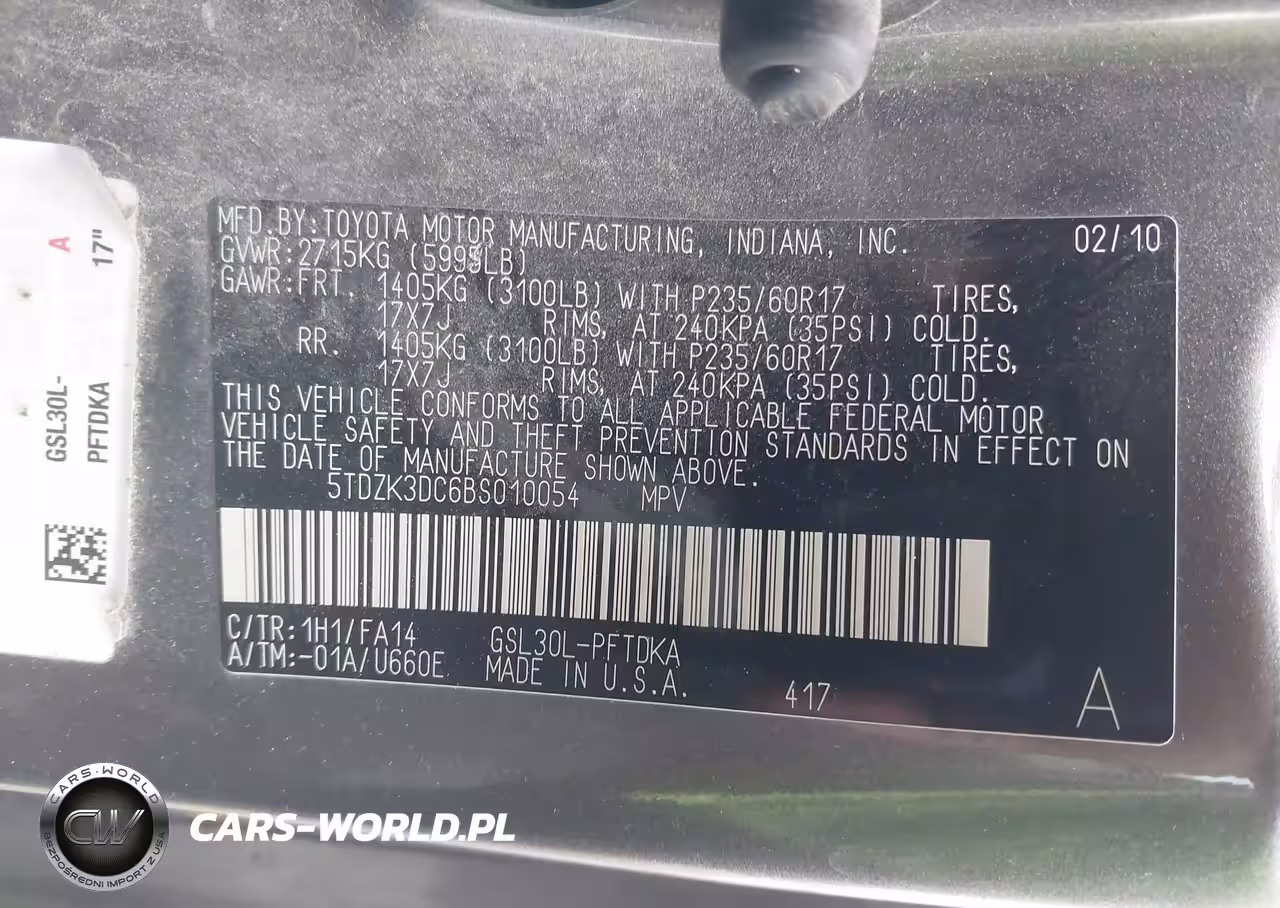 MFD.BY:TOYOTA MOTOR MANUFACTURING, INDIANA, INC. 02/10
GVWR:2715KG (5995LB)
GAWR:FRT. 1405KG (3100LB) WITH P235/60R17 TIRES,
17X7J RIMS, AT 240KPA (35PSI) COLD.
RR. 1405KG (3100LB) WITH P235/60R17 TIRES,
17X7J RIMS, AT 240KPA (35PSI) COLD.
THIS VEHICLE CONFORMS TO ALL APPLICABLE FEDERAL MOTOR
VEHICLE SAFETY AND THEFT PREVENTION STANDARDS IN EFFECT ON
THE DATE OF MANUFACTURE SHOWN ABOVE.
5TDZK3DC6BS010054 MPV
C/TR:1H1/FA14 GSL30L-PFTDKA
A/TM:-01A/U660E MADE IN U.S.A. 417 A
A
17"
GSL30L-
PFTDKA
CARS-WORLD
CW
BEZPOŚREDNI IMPORT Z USA
CARS-WORLD.PL